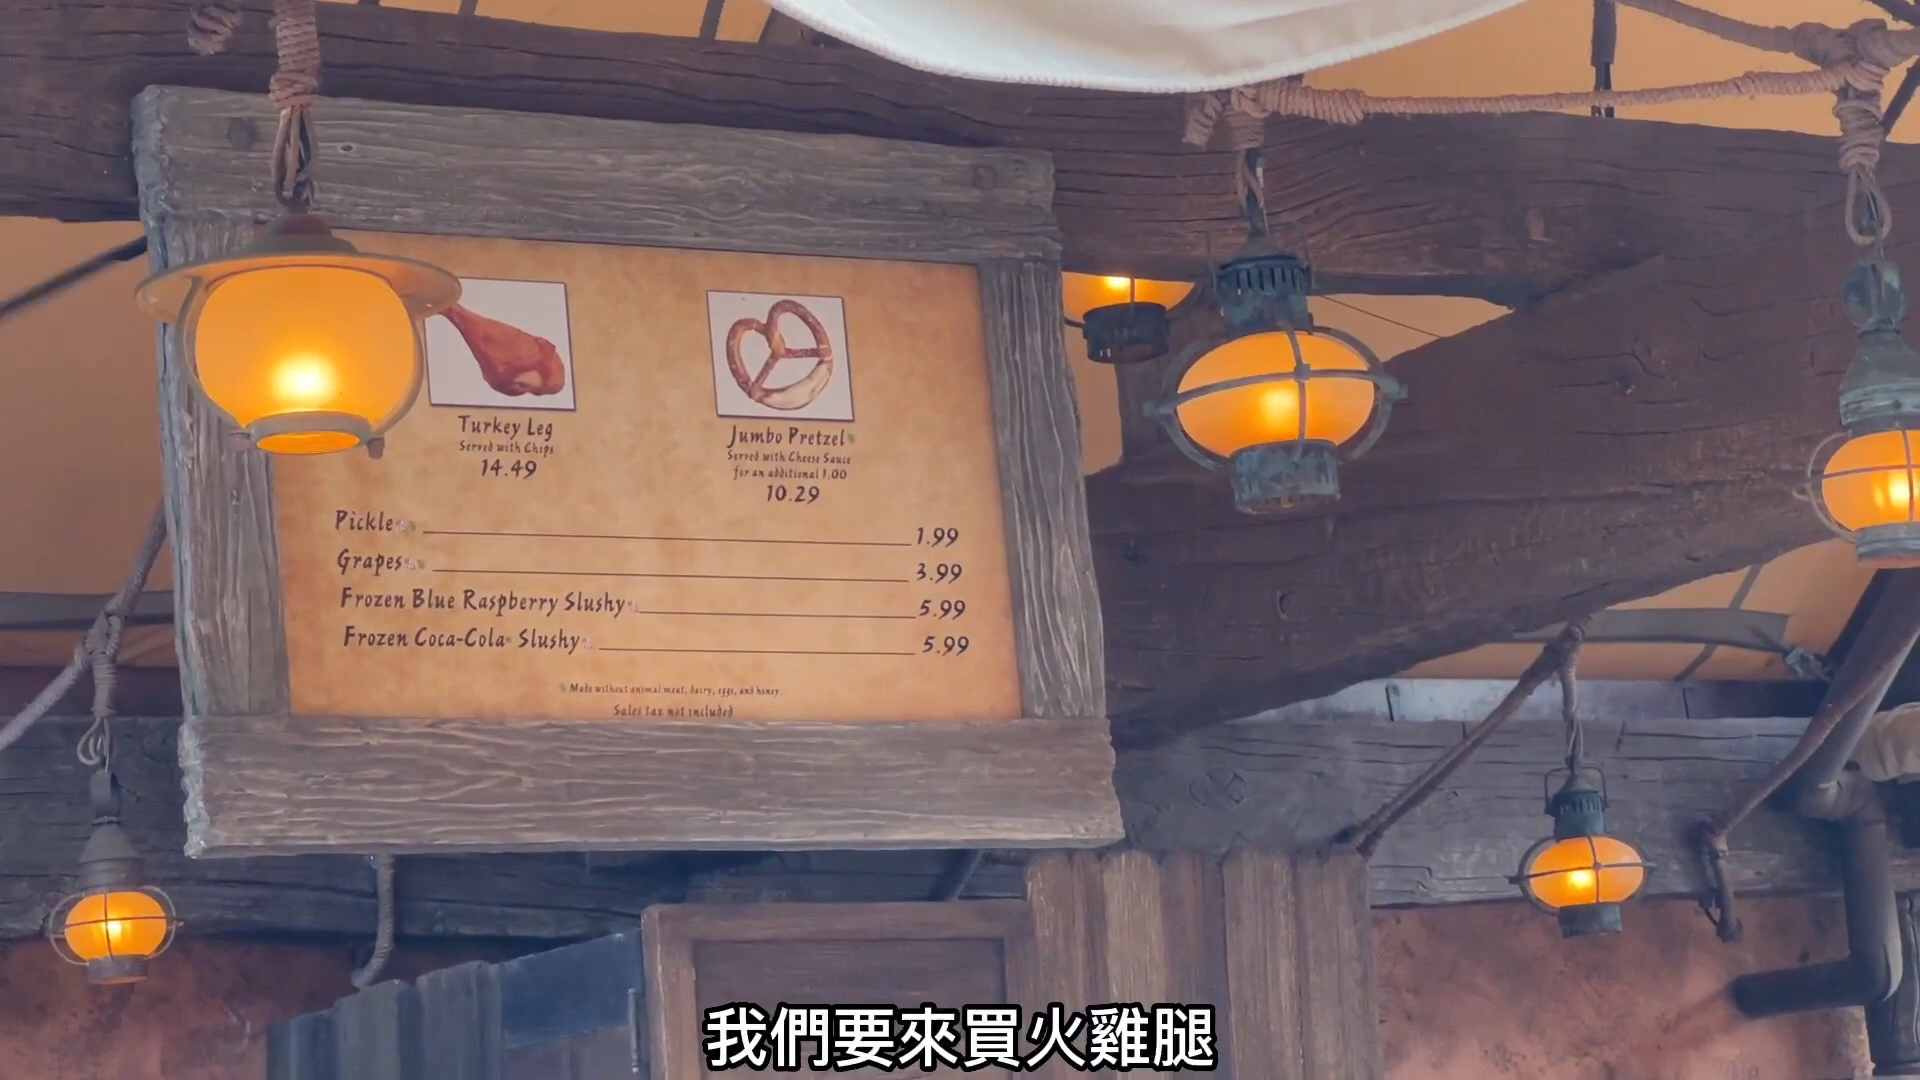 Turkey Leg
Served with Chips
14.49
Jumbo Pretzel
Served with Cheese Sauce
for an additional 1.00
10.29
Pickle 1.99
Grapes 3.99
Frozen Blue Raspberry Slushy 5.99
Frozen Coca-Cola® Slushy 5.99
Made without animal meat, dairy, eggs, and honey.
Sales tax not included
我們要來買火雞腿